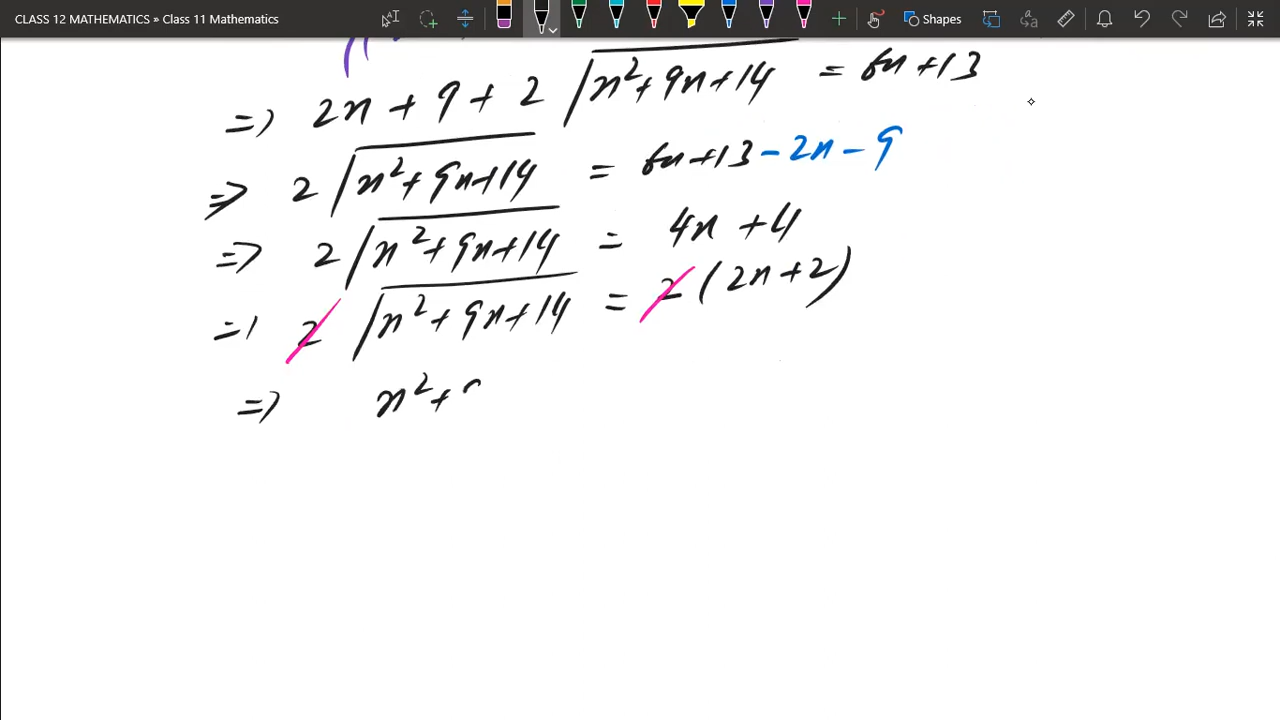 CLASS 12 MATHEMATICS » Class 11 Mathematics
Shapes
=> 2x + 9 + 2 √x²+9x+14 = 6x+13
=> 2 √x²+9x+14 = 6x+13 - 2x - 9
=> 2 √x²+9x+14 = 4x +4
=> 2 √x²+9x+14 = 2 (2x+2)
=> x²+